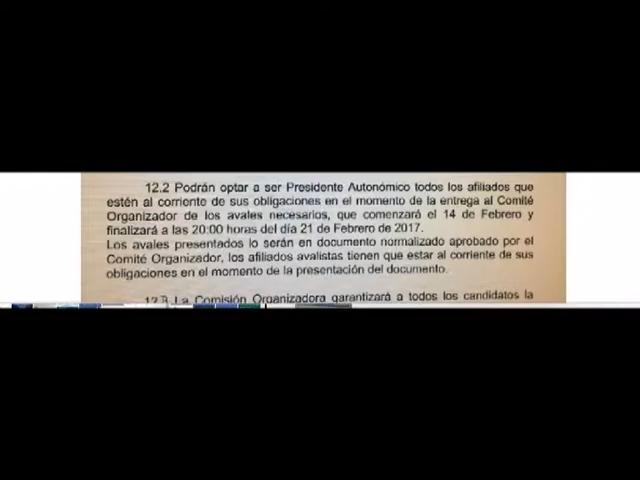 12.2 Podrán optar a ser Presidente Autonómico todos los afiliados que
estén al corriente de sus obligaciones en el momento de la entrega al Comité
Organizador de los avales necesarios, que comenzará el 14 de Febrero y
finalizará a las 20:00 horas del día 21 de Febrero de 2017.
Los avales presentados lo serán en documento normalizado aprobado por el
Comité Organizador, los afiliados avalistas tienen que estar al corriente de sus
obligaciones en el momento de la presentación del documento.
12.3 La Comisión Organizadora garantizará a todos los candidatos la